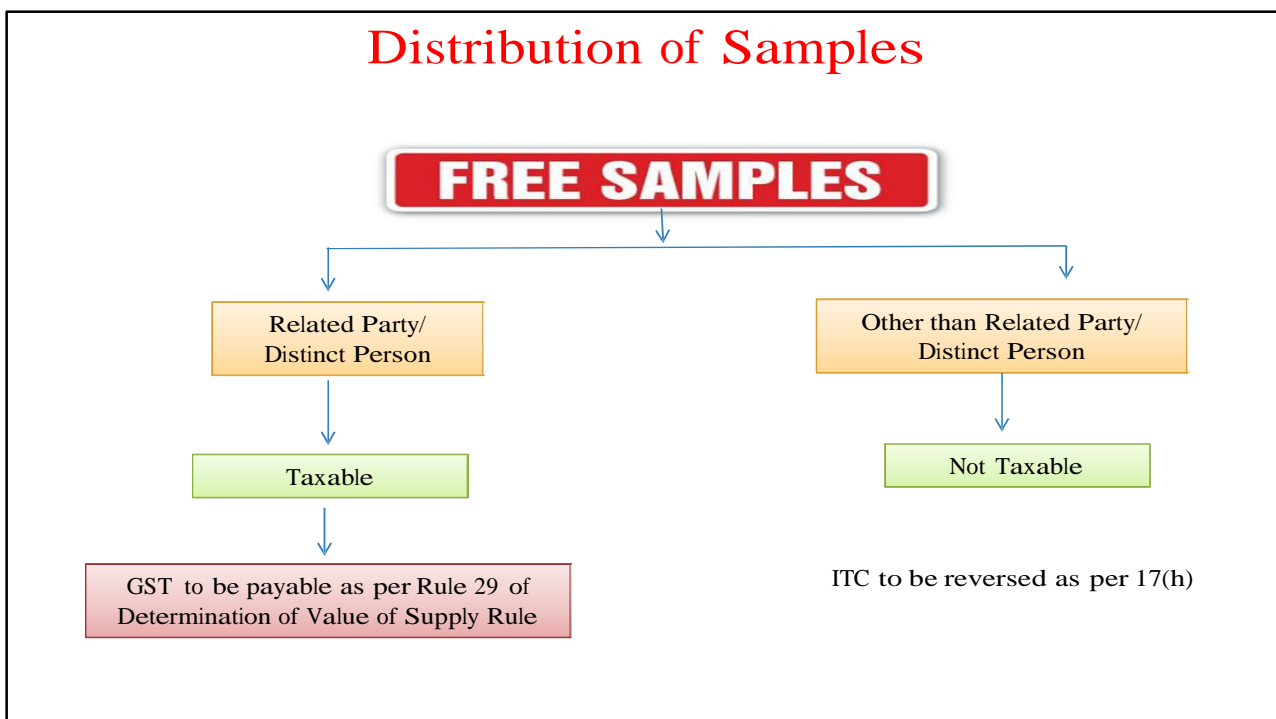 Distribution of Samples
FREE SAMPLES
Related Party/
Distinct Person
Other than Related Party/
Distinct Person
Taxable
Not Taxable
GST to be payable as per Rule 29 of
Determination of Value of Supply Rule
ITC to be reversed as per 17(h)